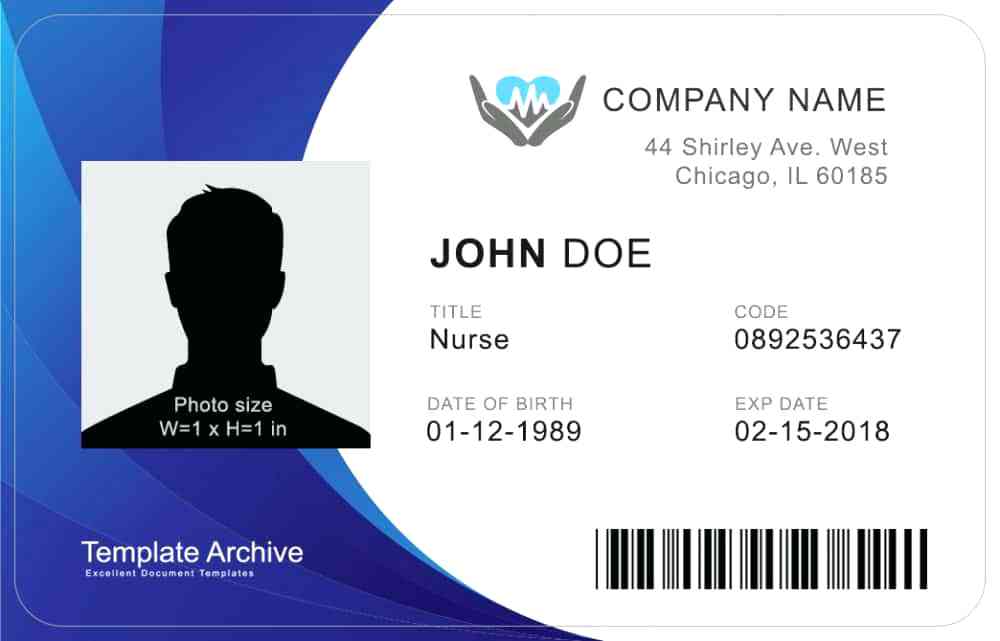 COMPANY NAME
44 Shirley Ave. West
Chicago, IL 60185
JOHN DOE
TITLE
Nurse
CODE
0892536437
DATE OF BIRTH
01-12-1989
EXP DATE
02-15-2018
Photo size
W=1 x H=1 in
Template Archive
Excellent Document Templates